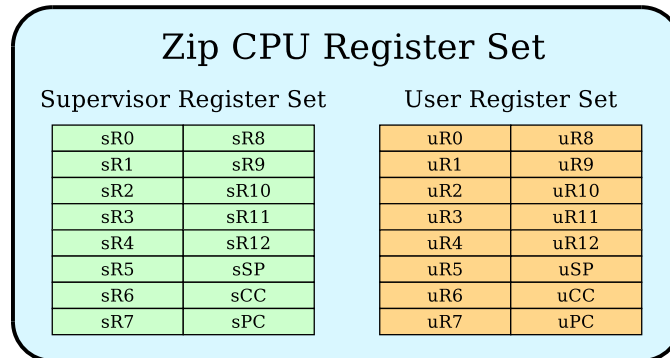 Zip CPU Register Set
Supervisor Register Set User Register Set
sR0 sR8 uR0 uR8
sR1 sR9 uR1 uR9
sR2 sR10 uR2 uR10
sR3 sR11 uR3 uR11
sR4 sR12 uR4 uR12
sR5 sSP uR5 uSP
sR6 sCC uR6 uCC
sR7 sPC uR7 uPC